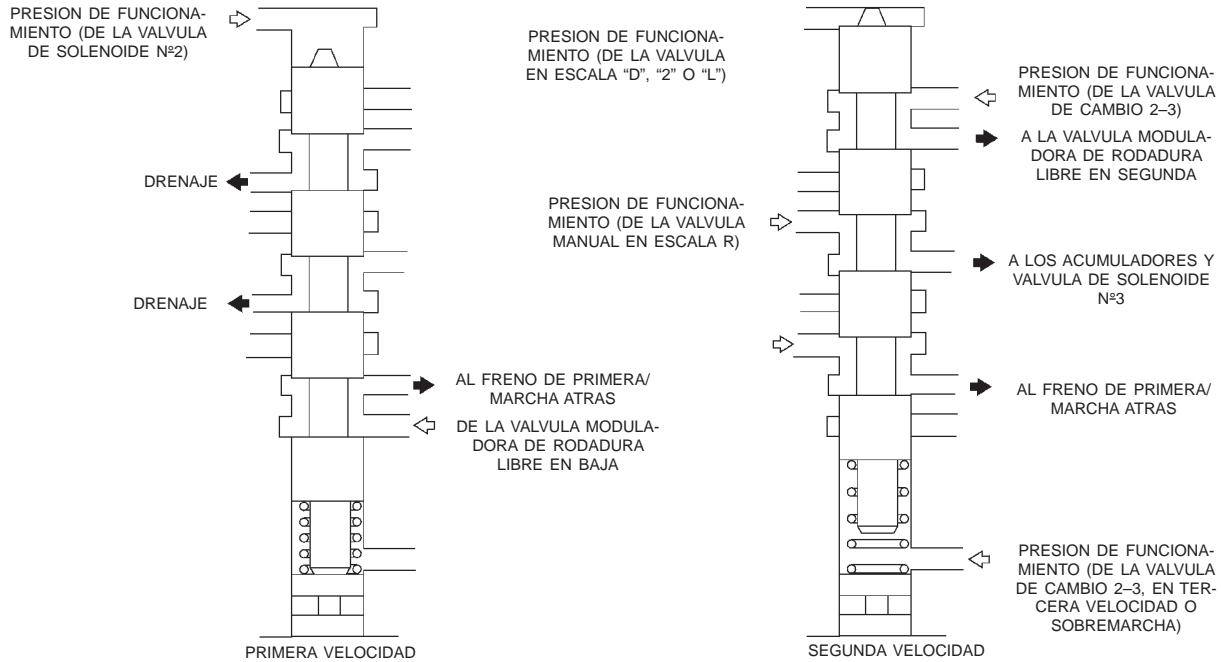 PRESION DE FUNCIONA-
MIENTO (DE LA VALVULA
DE SOLENOIDE Nº2)
DRENAJE
DRENAJE
AL FRENO DE PRIMERA/
MARCHA ATRAS
DE LA VALVULA MODULA-
DORA DE RODADURA
LIBRE EN BAJA
PRIMERA VELOCIDAD
PRESION DE FUNCIONA-
MIENTO (DE LA VALVULA
EN ESCALA “D”, “2” O “L”)
PRESION DE FUNCIONA-
MIENTO (DE LA VALVULA
DE CAMBIO 2–3)
A LA VALVULA MODULA-
DORA DE RODADURA
LIBRE EN SEGUNDA
PRESION DE FUNCIONA-
MIENTO (DE LA VALVULA
MANUAL EN ESCALA R)
A LOS ACUMULADORES Y
VALVULA DE SOLENOIDE
Nº3
AL FRENO DE PRIMERA/
MARCHA ATRAS
PRESION DE FUNCIONA-
MIENTO (DE LA VALVULA
DE CAMBIO 2–3, EN TER-
CERA VELOCIDAD O
SOBREMARCHA)
SEGUNDA VELOCIDAD